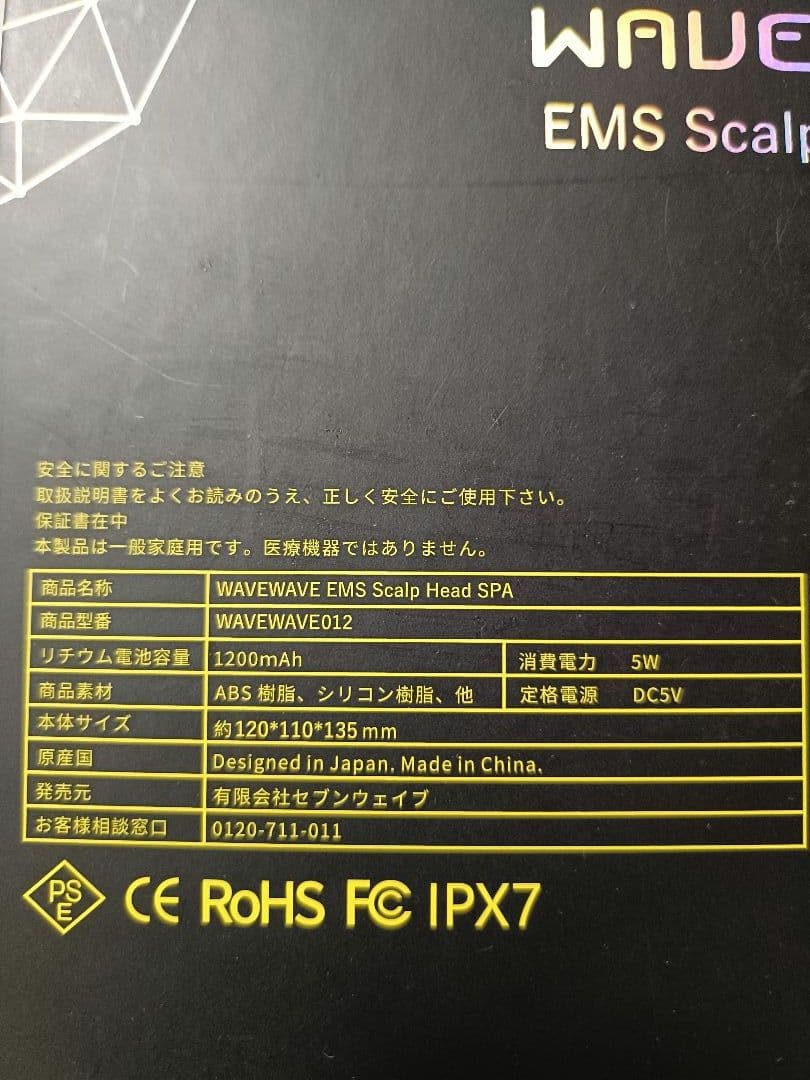 WAVE
EMS Scalp
安全に関するご注意
取扱説明書をよくお読みのうえ、正しく安全にご使用下さい。
保証書在中
本製品は一般家庭用です。医療機器ではありません。
商品名称 WAVEWAVE EMS Scalp Head SPA
商品型番 WAVEWAVE012
リチウム電池容量 1200mAh 消費電力 5W
商品素材 ABS 樹脂、シリコン樹脂、他 定格電源 DC5V
本体サイズ 約120*110*135mm
原産国 Designed in Japan. Made in China.
発売元 有限会社セブンウェイブ
お客様相談窓口 0120-711-011
PSE CE RoHS FC IPX7